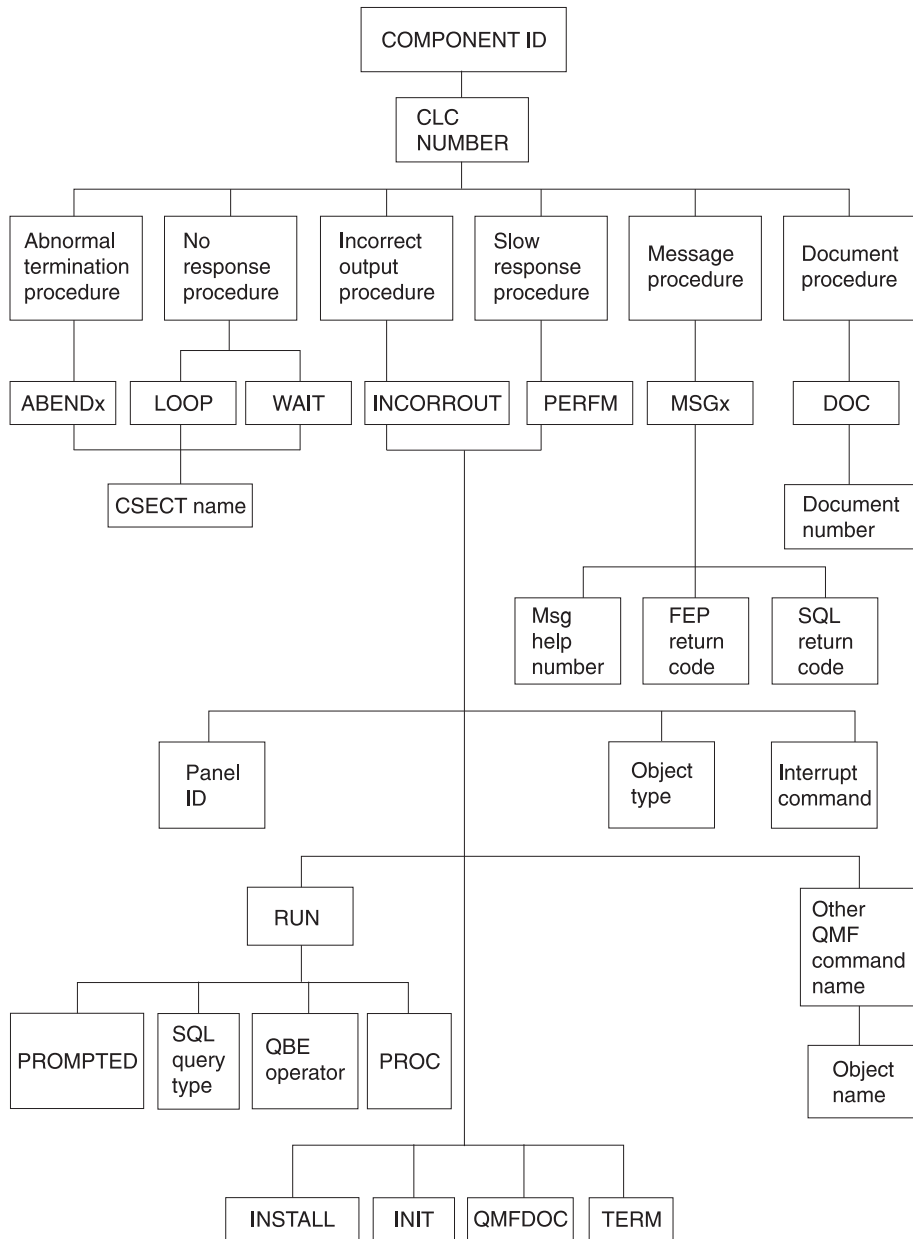 COMPONENT ID
CLC
NUMBER
Abnormal
termination
procedure
No
response
procedure
Incorrect
output
procedure
Slow
response
procedure
Message
procedure
Document
procedure
ABENDx
LOOP
WAIT
INCORROUT
PERFM
MSGx
DOC
CSECT name
Document
number
Msg
help
number
FEP
return
code
SQL
return
code
Panel
ID
Object
type
Interrupt
command
RUN
Other
QMF
command
name
PROMPTED
SQL
query
type
QBE
operator
PROC
Object
name
INSTALL
INIT
QMFDOC
TERM